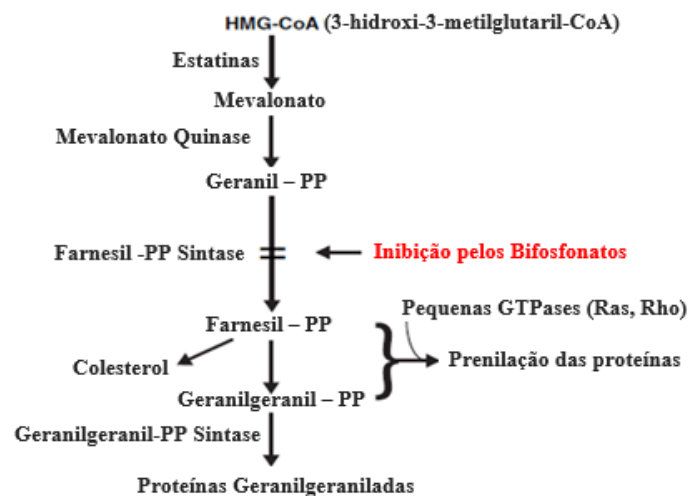 HMG-CoA (3-hidroxi-3-metilglutaril-CoA)
Estatinas
Mevalonato
Mevalonato Quinase
Geranil – PP
Farnesil -PP Sintase
Inibição pelos Bifosfonatos
Pequenas GTPases (Ras, Rho)
Farnesil – PP
Prenilação das proteínas
Colesterol
Geranilgeranil – PP
Geranilgeranil-PP Sintase
Proteínas Geranilgeraniladas